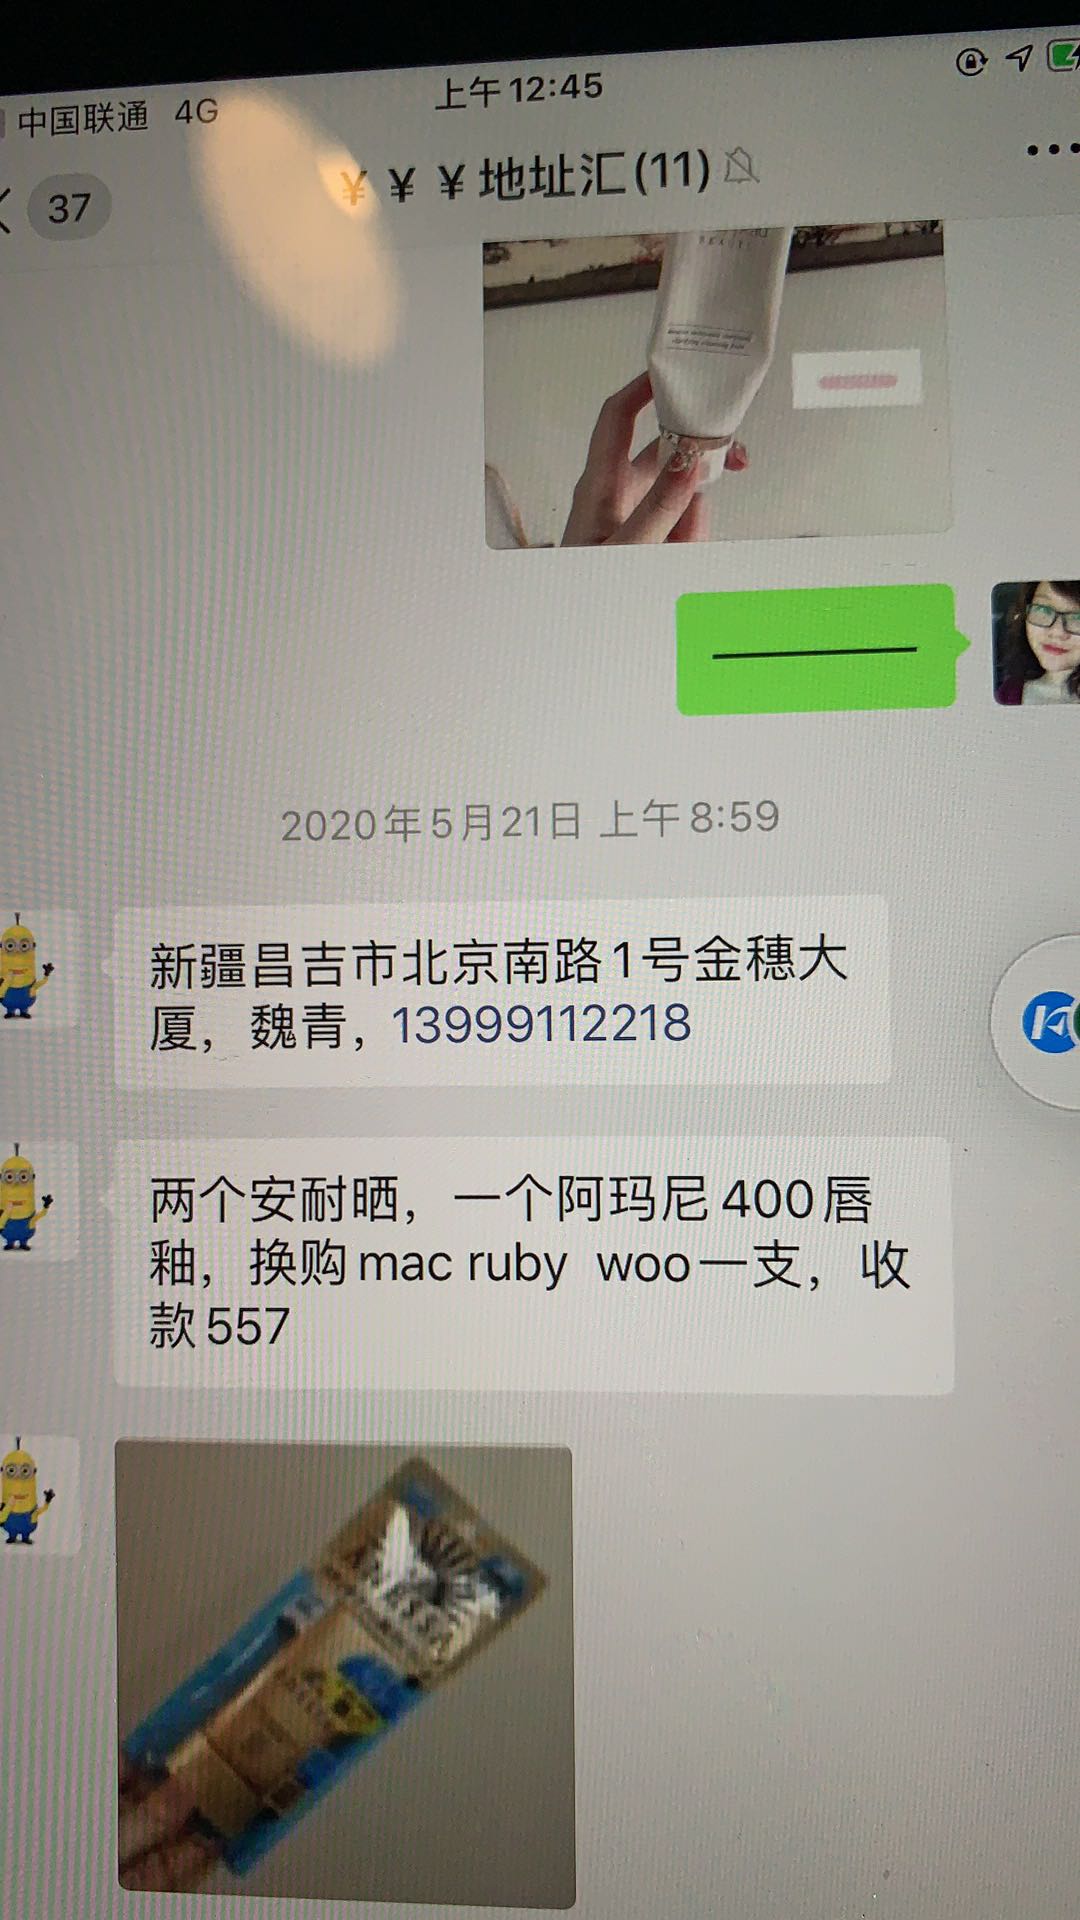 中国联通 4G
上午12:45
37
¥ ¥ ¥地址汇(11)
2020年5月21日 上午8:59
新疆昌吉市北京南路1号金穗大
厦，魏青，13999112218
两个安耐晒，一个阿玛尼400唇
釉，换购mac ruby woo一支，收
款557